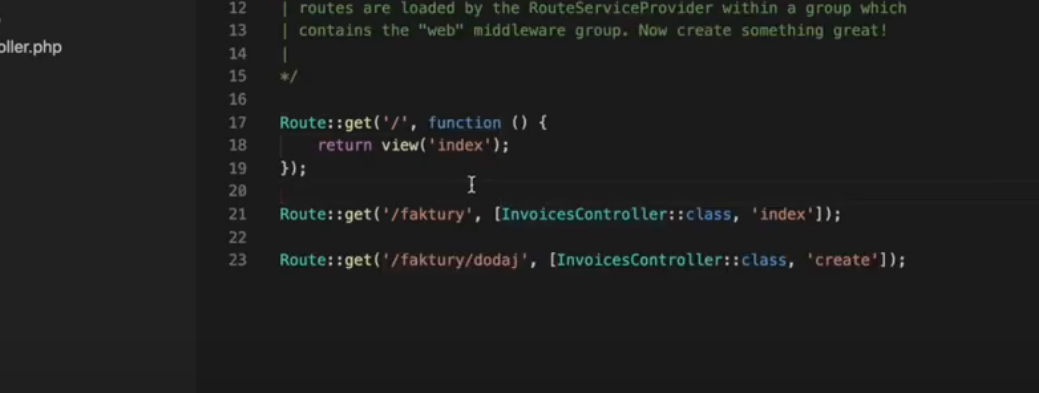 oller.php
12 | routes are loaded by the RouteServiceProvider within a group which
13 | contains the "web" middleware group. Now create something great!
14 |
15 */
16
17 Route::get('/', function () {
18 return view('index');
19 });
20
21 Route::get('/faktury', [InvoicesController::class, 'index']);
22
23 Route::get('/faktury/dodaj', [InvoicesController::class, 'create']);